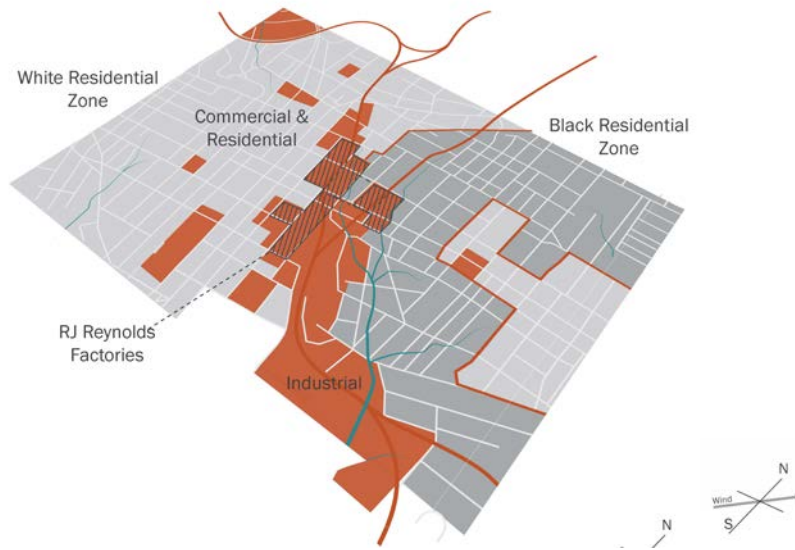 White Residential
Zone
Commercial &
Residential
Black Residential
Zone
RJ Reynolds
Factories
Industrial
N
Wind
S
N